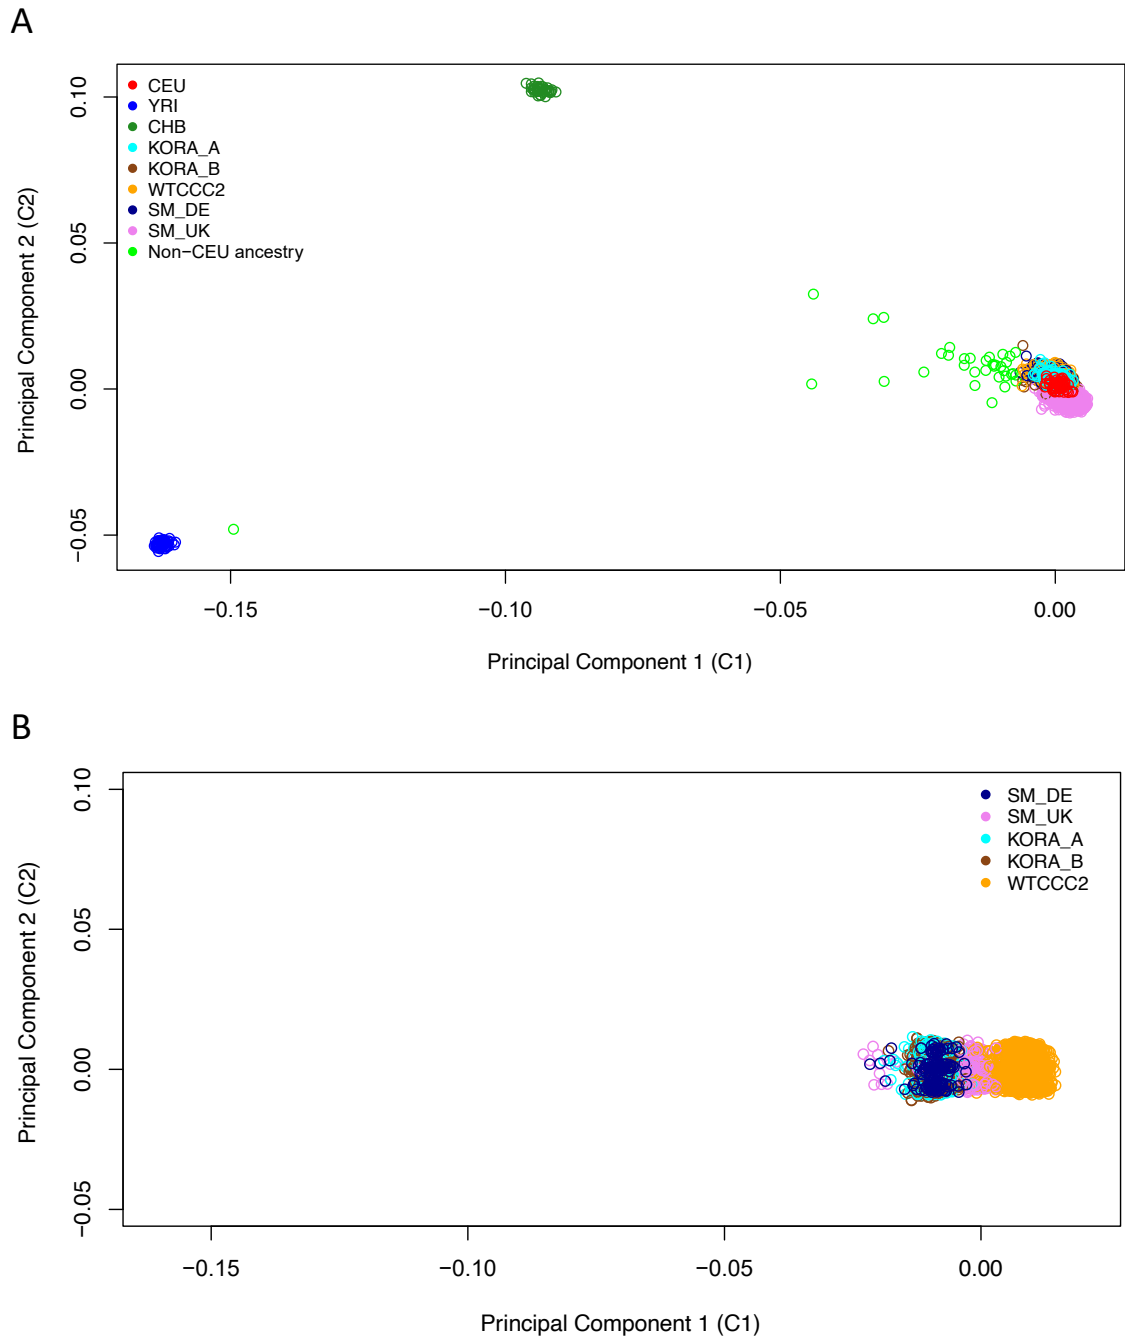 A
CEU
YRI
CHB
KORA_A
KORA_B
WTCCC2
SM_DE
SM_UK
Non−CEU ancestry
0.10
0.05
0.00
−0.05
Principal Component 2 (C2)
−0.15
−0.10
−0.05
0.00
Principal Component 1 (C1)
B
SM_DE
SM_UK
KORA_A
KORA_B
WTCCC2
0.10
0.05
0.00
−0.05
Principal Component 2 (C2)
−0.15
−0.10
−0.05
0.00
Principal Component 1 (C1)